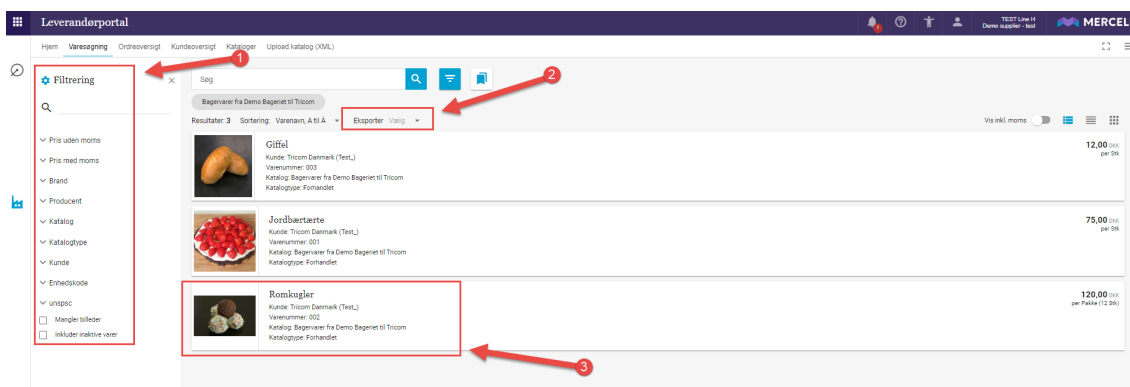 Leverandørportal
TEST Line H
Demo supplier - test
MERCEL
Hjem Varesøgning Ordreoversigt Kundeoversigt Kataloger Upload katalog (XML)
1
Filtrering
Pris uden moms
Pris med moms
Brand
Producent
Katalog
Katalogtype
Kunde
Enhedskode
unspsc
Mangler billeder
Inkluder inaktive varer
Søg
2
Bagervarer fra Demo Bageriet til Tricom
Resultater: 3 Sortering: Varenavn, A til Å Eksporter Vælg
Vis inkl. moms
Giffel
Kunde: Tricom Danmark (Test_)
Varenummer: 003
Katalog: Bagervarer fra Demo Bageriet til Tricom
Katalogtype: Forhandlet
12,00 DKK
per Stk
Jordbærtærte
Kunde: Tricom Danmark (Test_)
Varenummer: 001
Katalog: Bagervarer fra Demo Bageriet til Tricom
Katalogtype: Forhandlet
75,00 DKK
per Stk
Romkugler
Kunde: Tricom Danmark (Test_)
Varenummer: 002
Katalog: Bagervarer fra Demo Bageriet til Tricom
Katalogtype: Forhandlet
120,00 DKK
per Pakke (12 Stk)
3